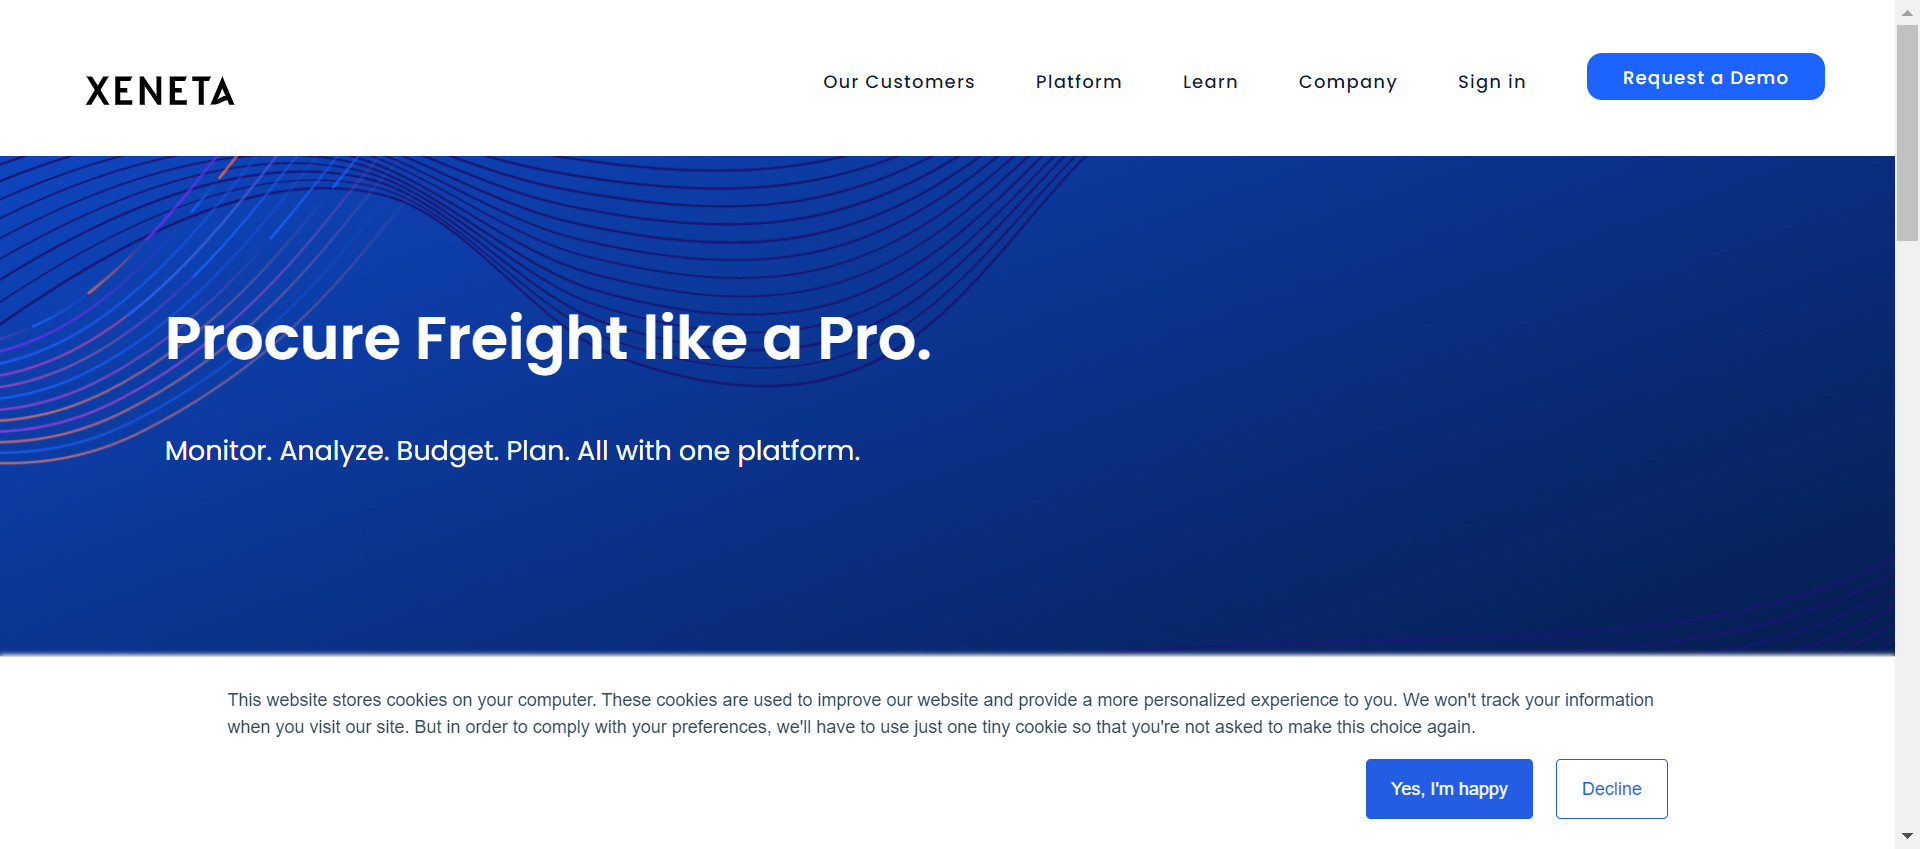 XENETA
Our Customers
Platform
Learn
Company
Sign in
Request a Demo
Procure Freight like a Pro.
Monitor. Analyze. Budget. Plan. All with one platform.
This website stores cookies on your computer. These cookies are used to improve our website and provide a more personalized experience to you. We won't track your information
when you visit our site. But in order to comply with your preferences, we'll have to use just one tiny cookie so that you're not asked to make this choice again.
Yes, I'm happy
Decline